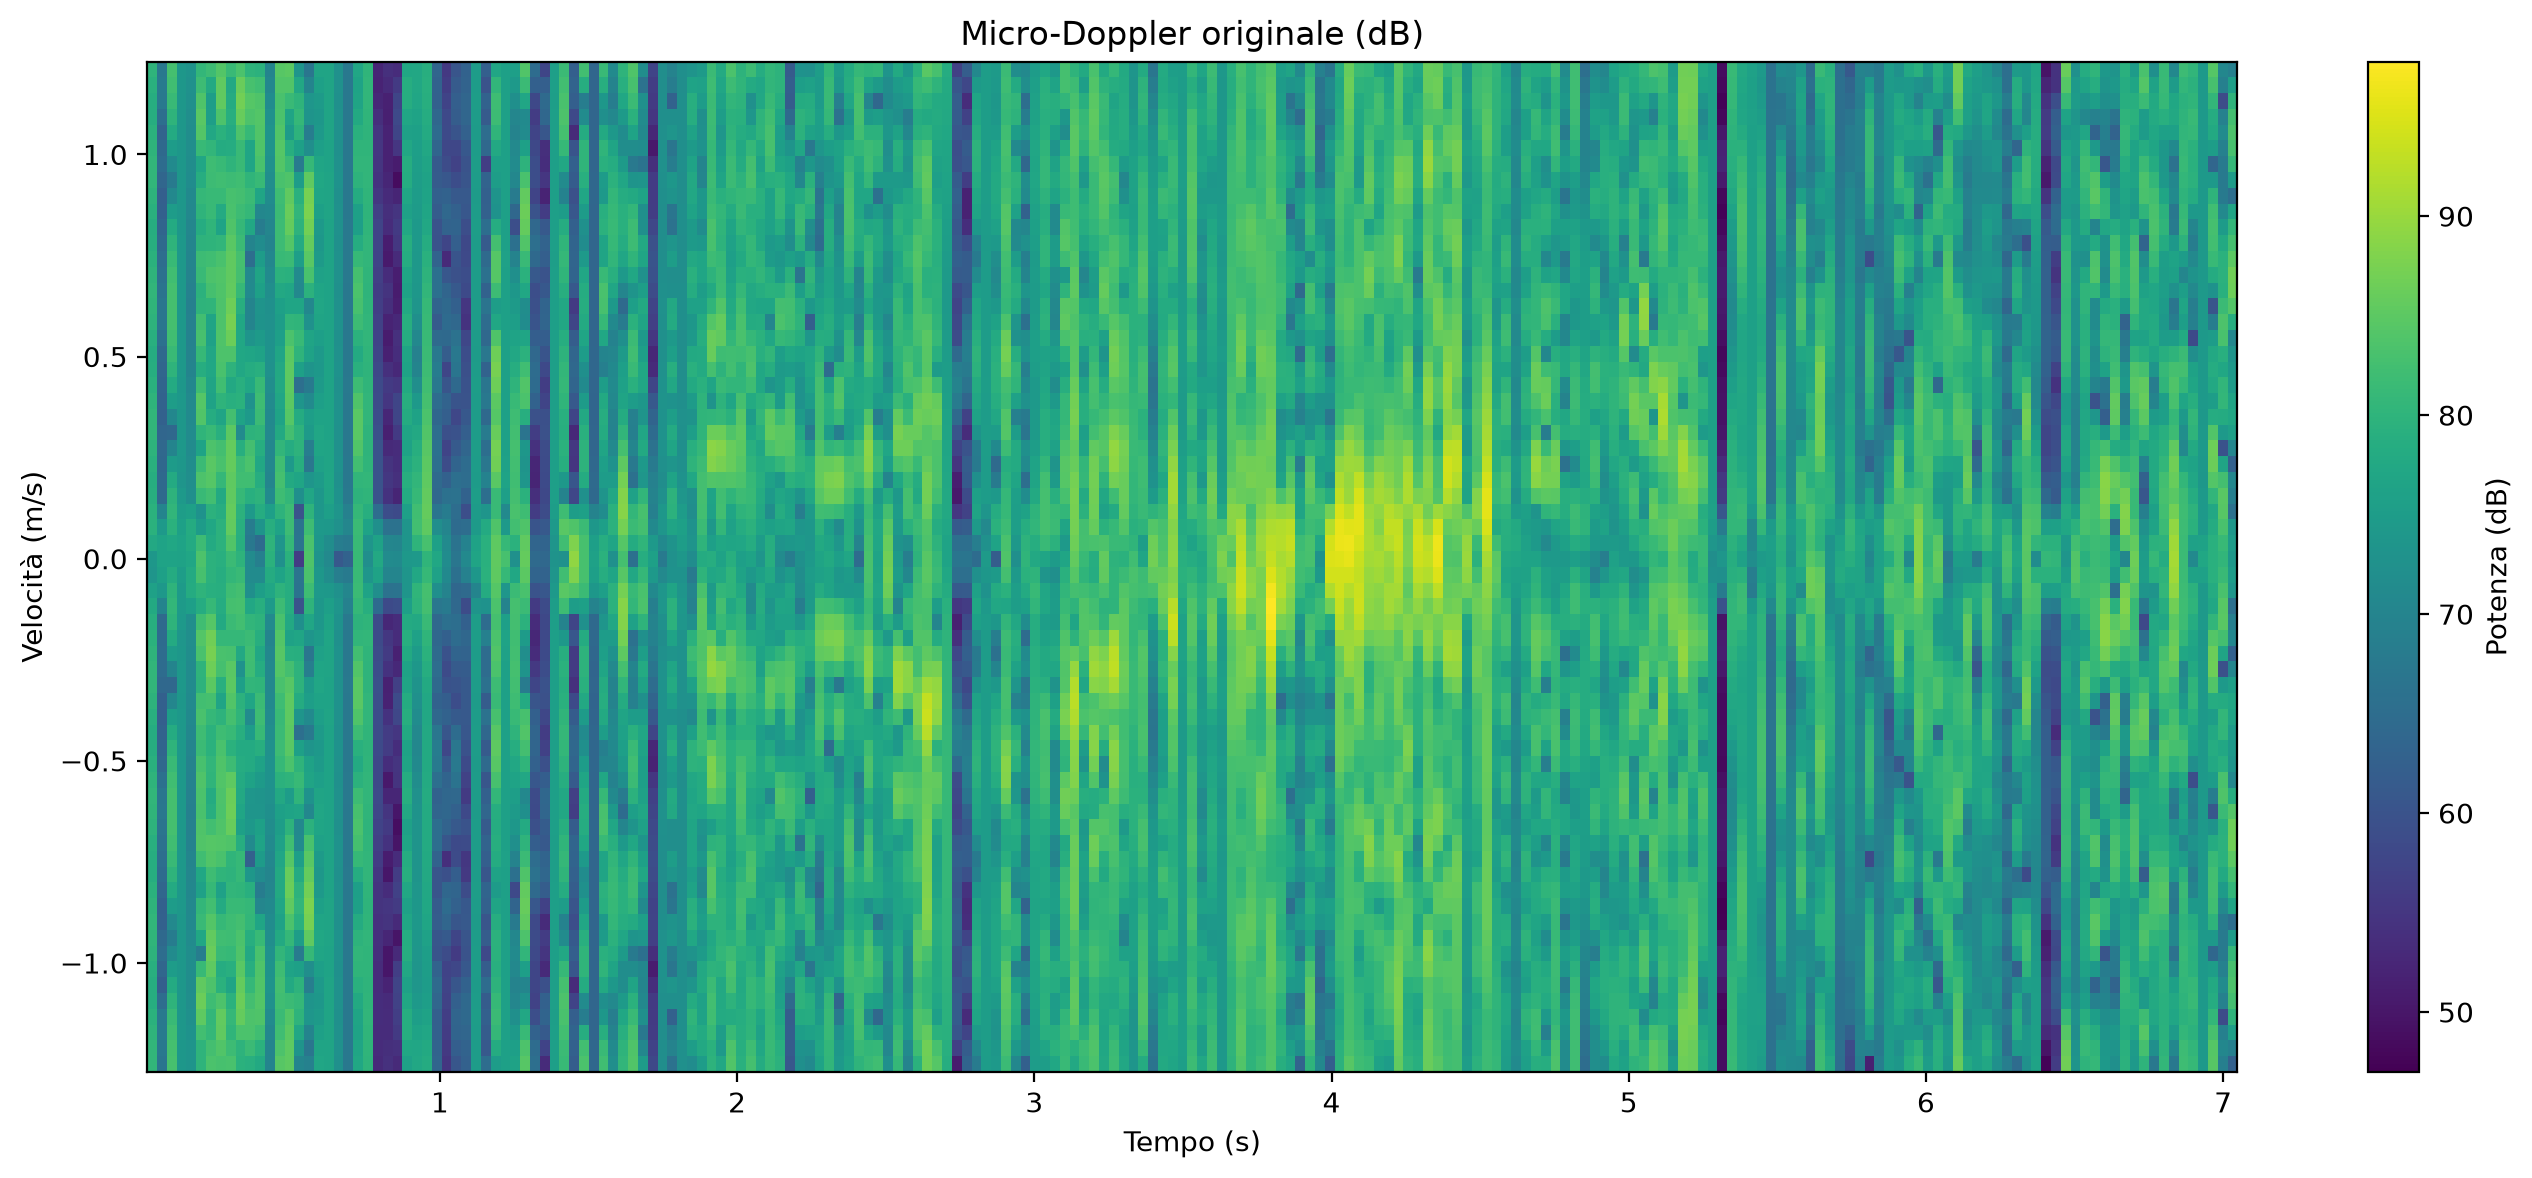 Micro-Doppler originale (dB)
1.0
0.5
0.0
−0.5
−1.0
Velocità (m/s)
1 2 3 4 5 6 7
Tempo (s)
90
80
70
60
50
Potenza (dB)